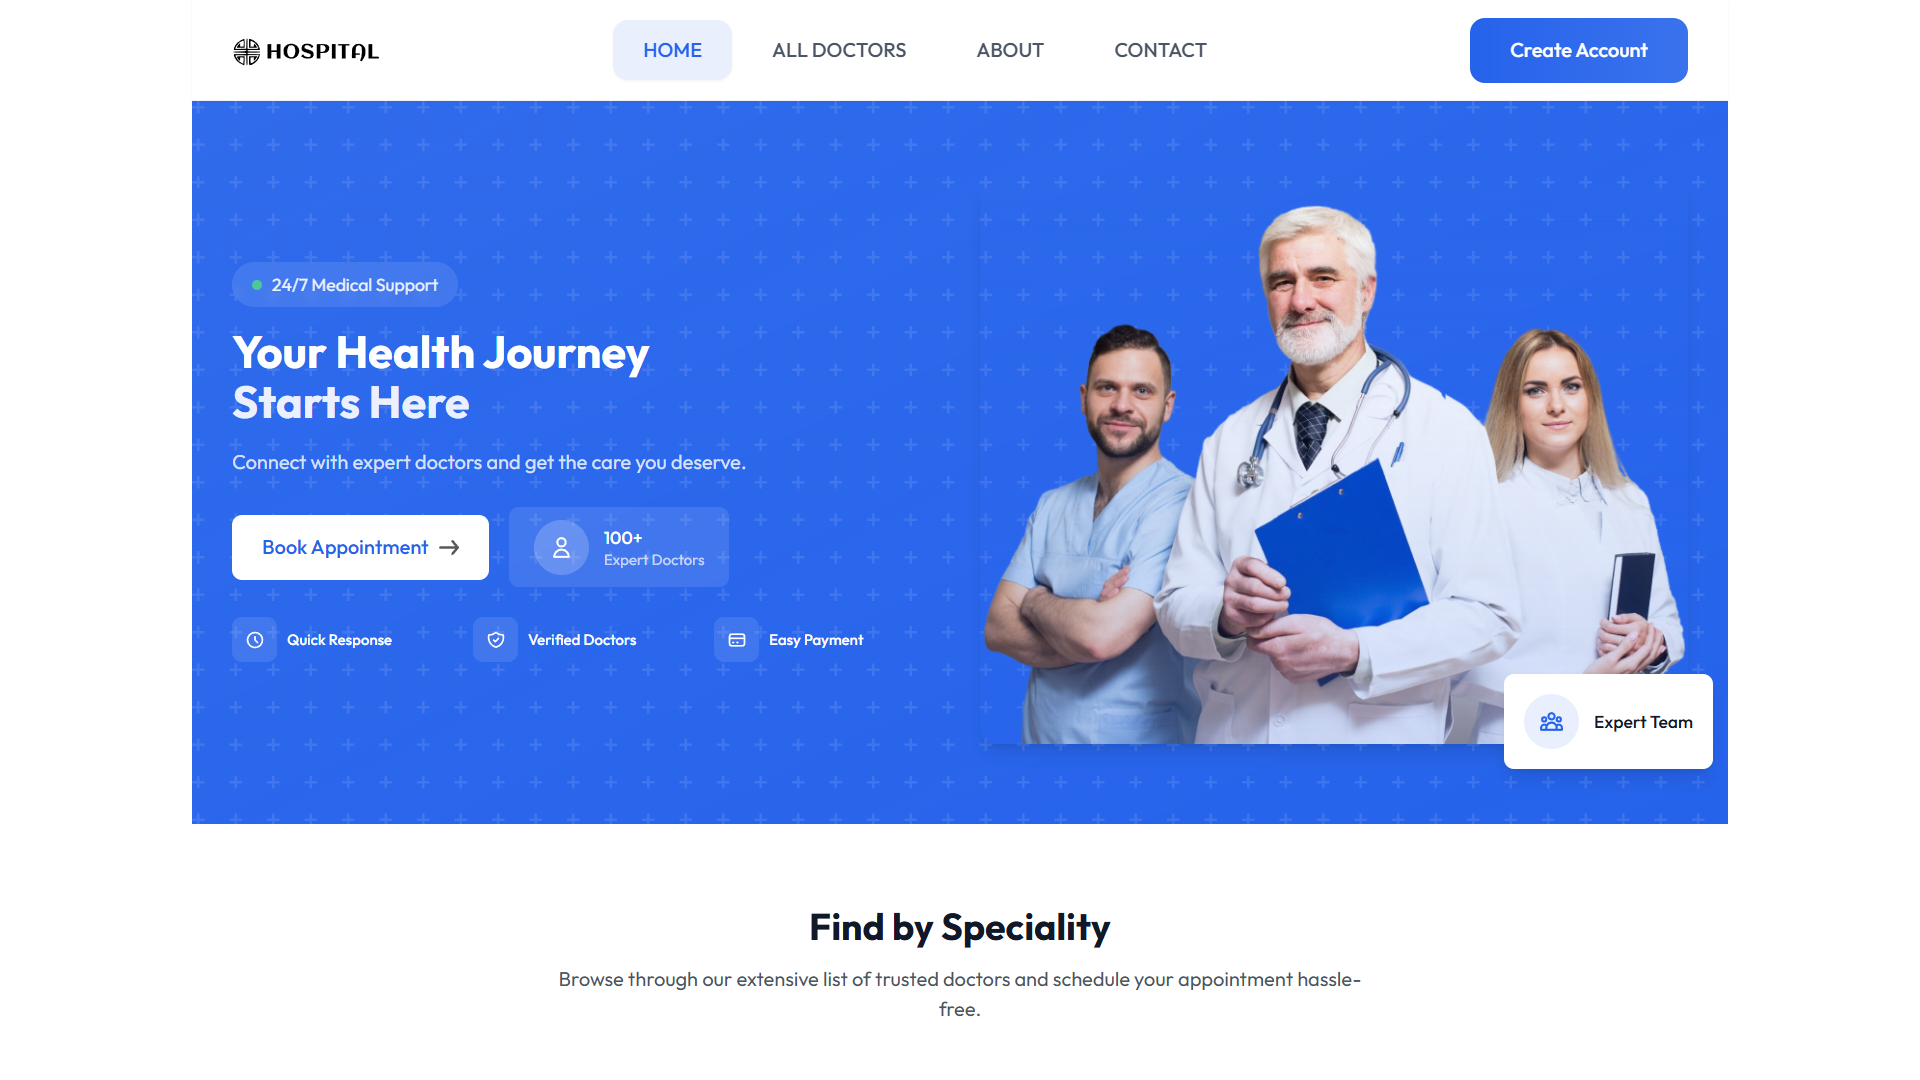 HOSPITAL
HOME
ALL DOCTORS
ABOUT
CONTACT
Create Account
24/7 Medical Support
Your Health Journey
Starts Here
Connect with expert doctors and get the care you deserve.
Book Appointment
100+
Expert Doctors
Quick Response
Verified Doctors
Easy Payment
Expert Team
Find by Speciality
Browse through our extensive list of trusted doctors and schedule your appointment hassle-
free.